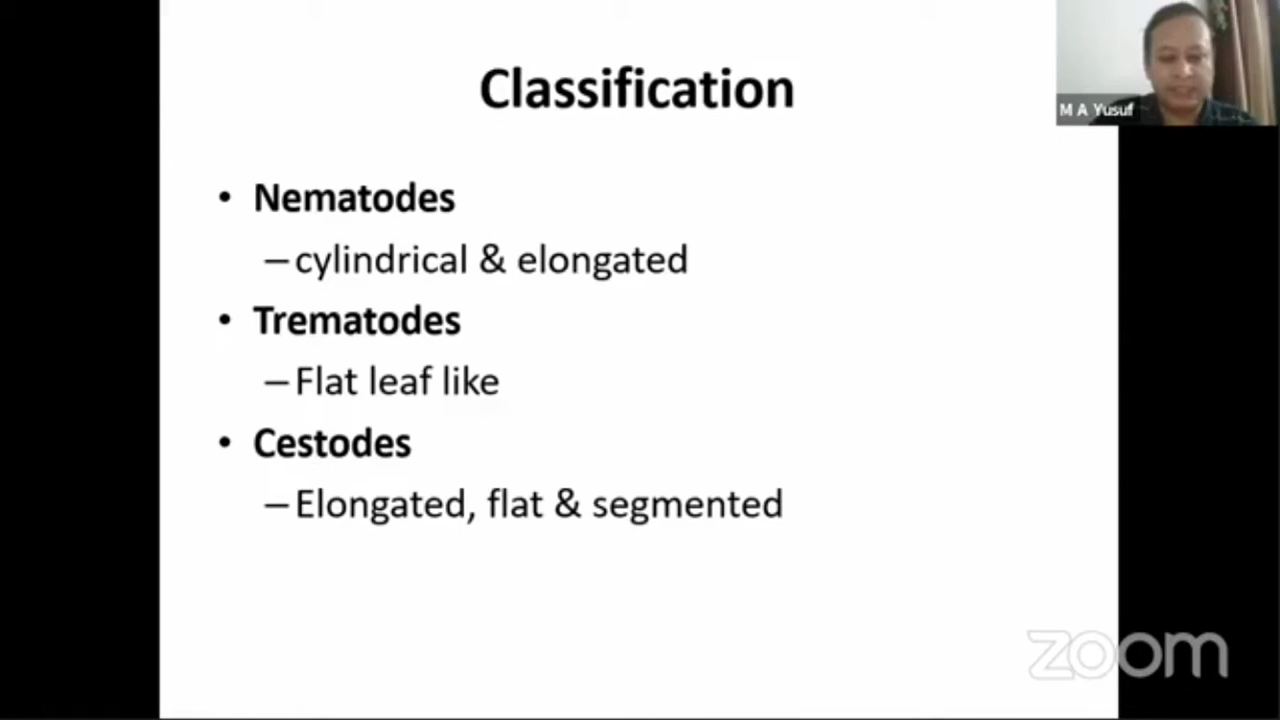 Classification
M A Yusuf
• Nematodes
– cylindrical & elongated
• Trematodes
– Flat leaf like
• Cestodes
– Elongated, flat & segmented
zoom